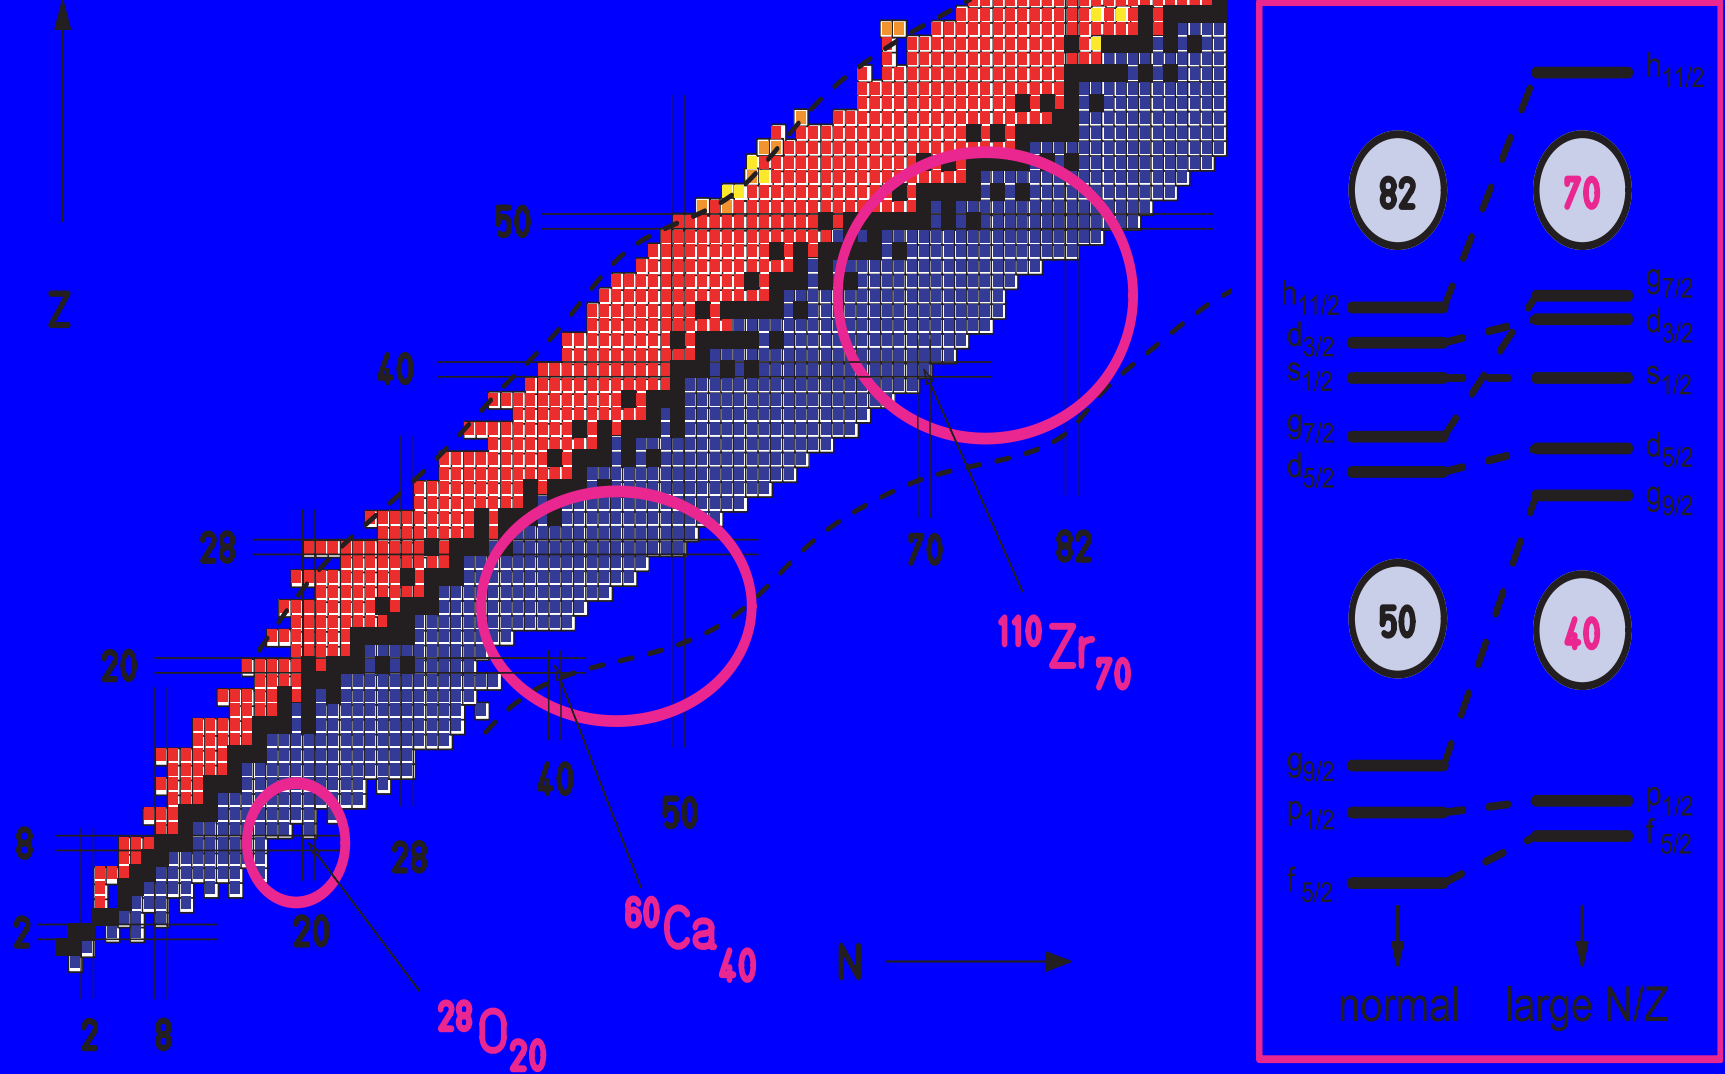 Z
50
40
28
20
8
2
2
8
20
28
40
50
70
82
N
28O20
60Ca40
110Zr70
h11/2
82
70
h11/2
g7/2
d3/2
d3/2
s1/2
s1/2
g7/2
d5/2
d5/2
g9/2
50
40
g9/2
p1/2
p1/2
f5/2
f5/2
normal
large N/Z